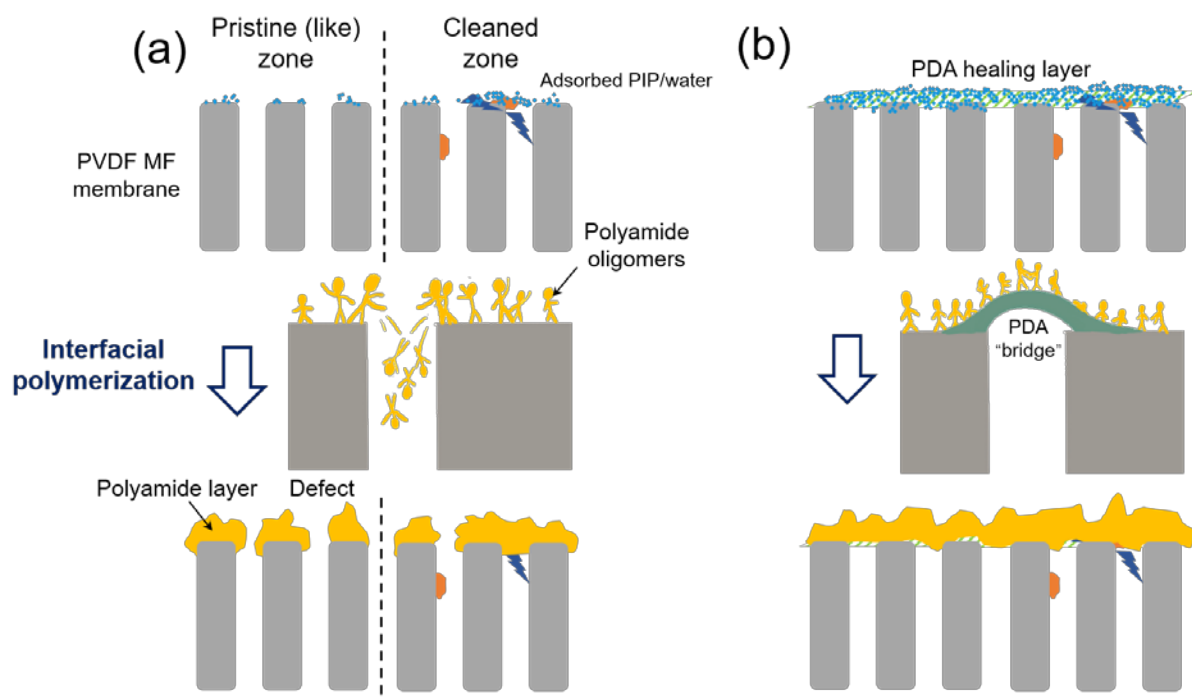 (a)
Pristine (like)
zone
Cleaned
zone
Adsorbed PIP/water
PVDF MF
membrane
Polyamide
oligomers
Interfacial
polymerization
Polyamide layer
Defect
(b)
PDA healing layer
PDA
“bridge”